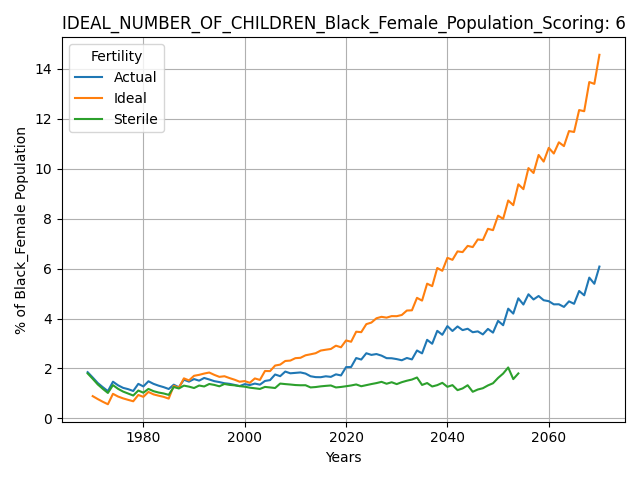 IDEAL_NUMBER_OF_CHILDREN_Black_Female_Population_Scoring: 6
Fertility
Actual
Ideal
Sterile
% of Black_Female Population
14
12
10
8
6
4
2
0
1980 2000 2020 2040 2060
Years